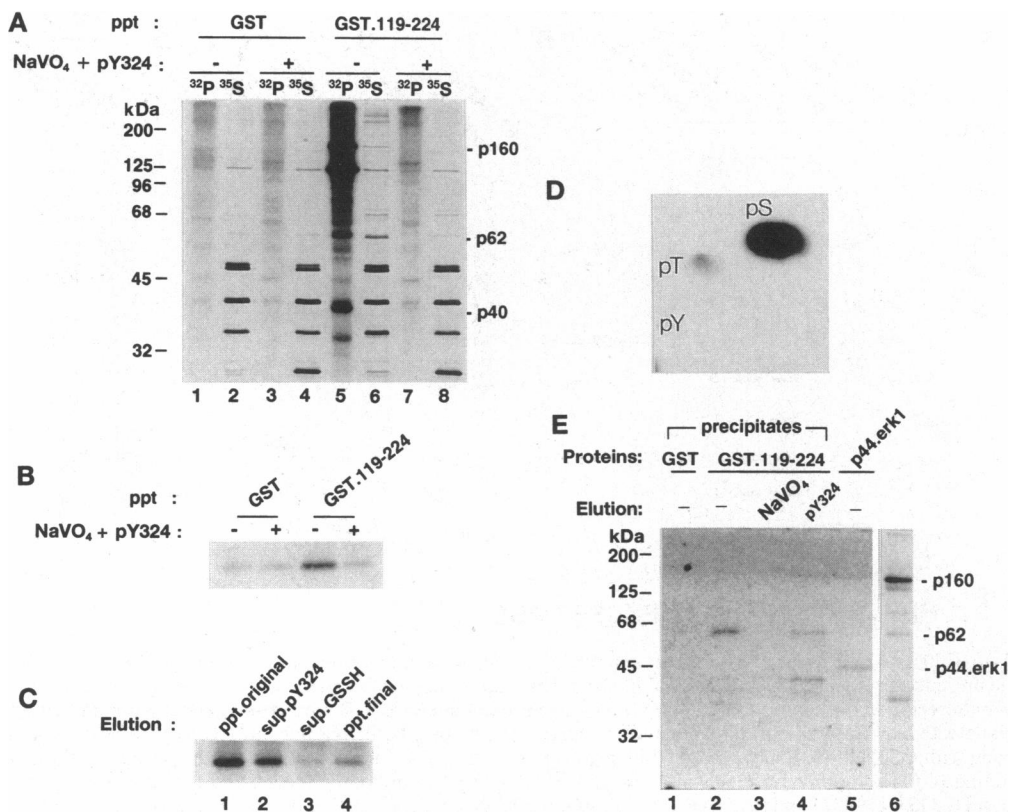 A
ppt : GST GST.119-224
NaVO4 + pY324 : - + - +
32P 35S 32P 35S 32P 35S 32P 35S
kDa
200
125
96
68
45
32
- p160
- p62
- p40
1 2 3 4 5 6 7 8
B
ppt : GST GST.119-224
NaVO4 + pY324 : - + - +
C
Elution : ppt.original sup.pY324 sup.GSSH ppt.final
1 2 3 4
D
pS
pT
pY
E
precipitates
Proteins: GST GST.119-224 p44.erk1
Elution: - - NaVO4 pY324 -
kDa
200
125
68
45
32
- p160
- p62
- p44.erk1
1 2 3 4 5 6